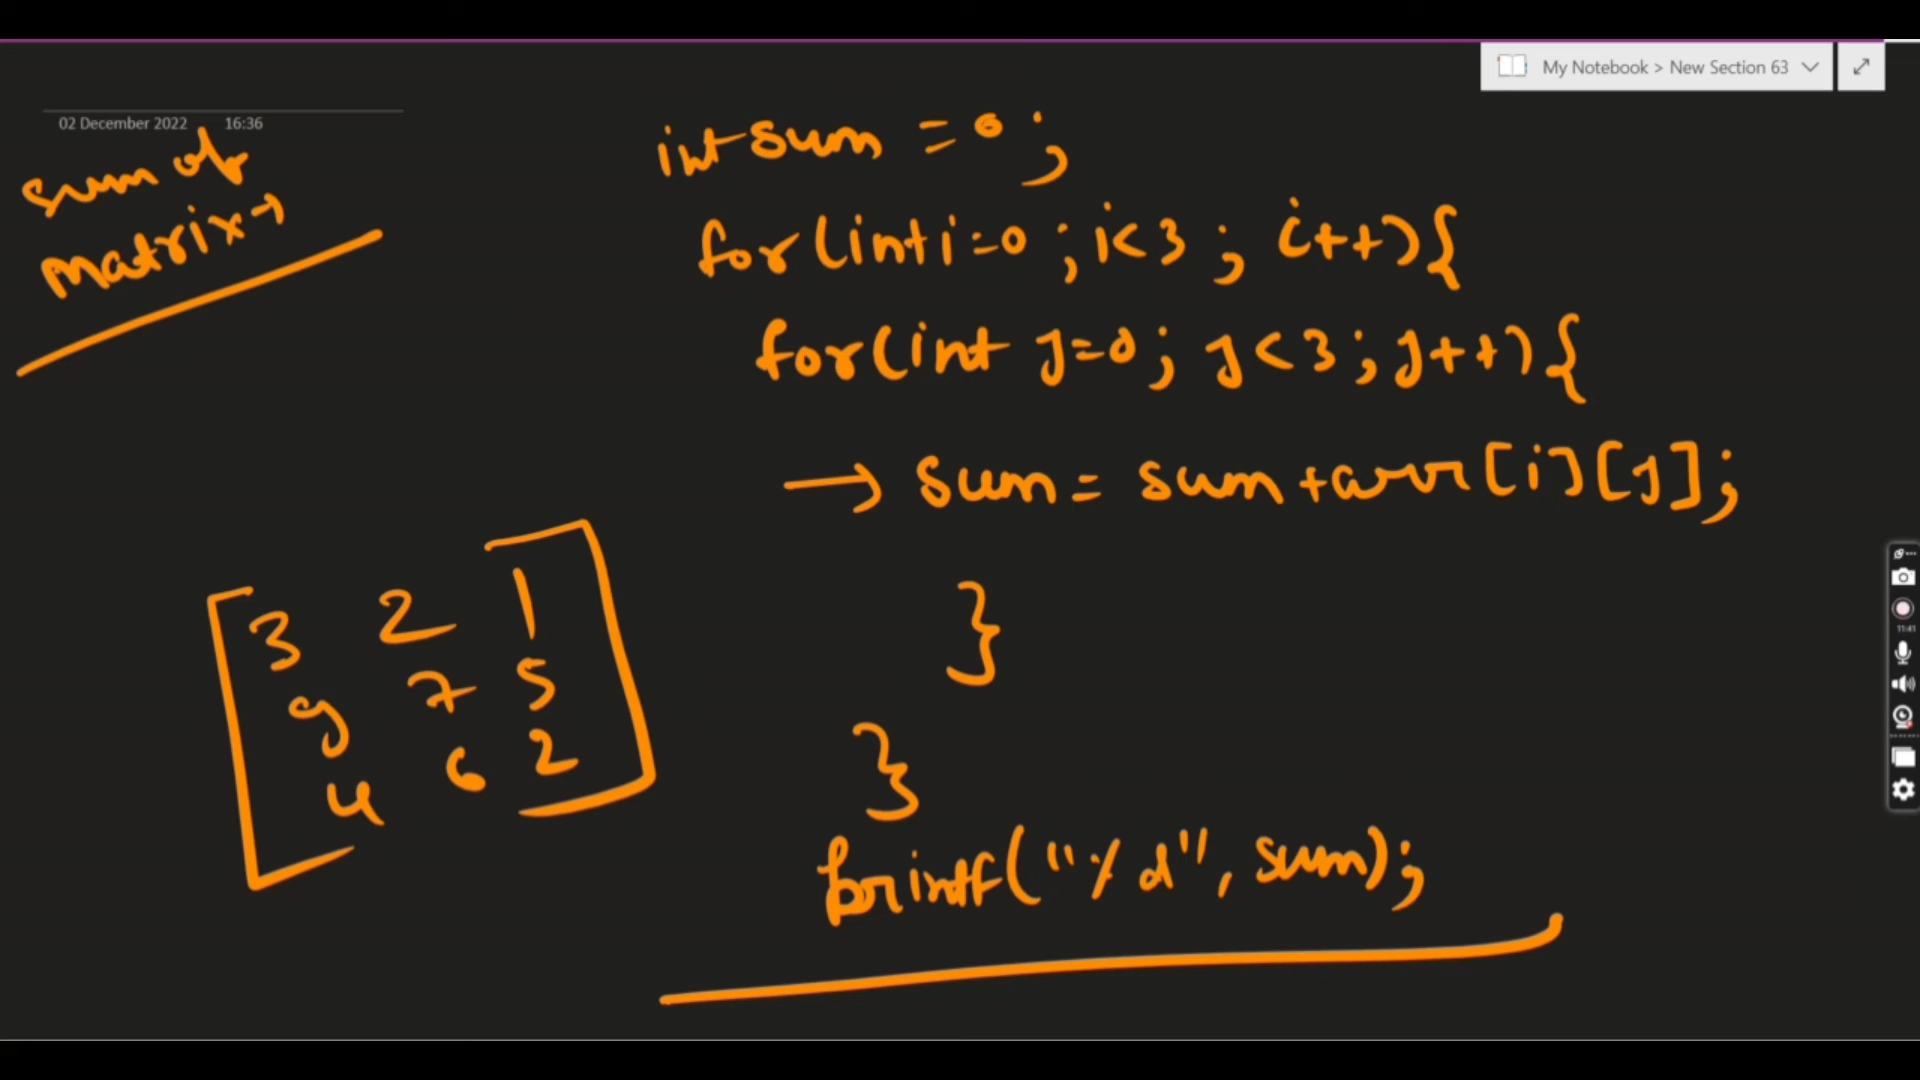 My Notebook > New Section 63
02 December 2022 16:36
sum of
matrix→
int sum = 0;
for(int i=0; i<3; i++){
for(int j=0; j<3; j++){
→ sum = sum + arr[i][j];
}
}
printf("%d", sum);
3 2 1
9 7 5
4 6 2
11:41